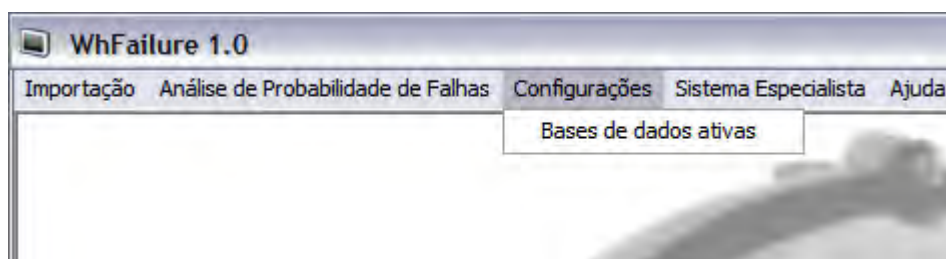 WhFailure 1.0
Importação Análise de Probabilidade de Falhas Configurações Sistema Especialista Ajuda
Bases de dados ativas